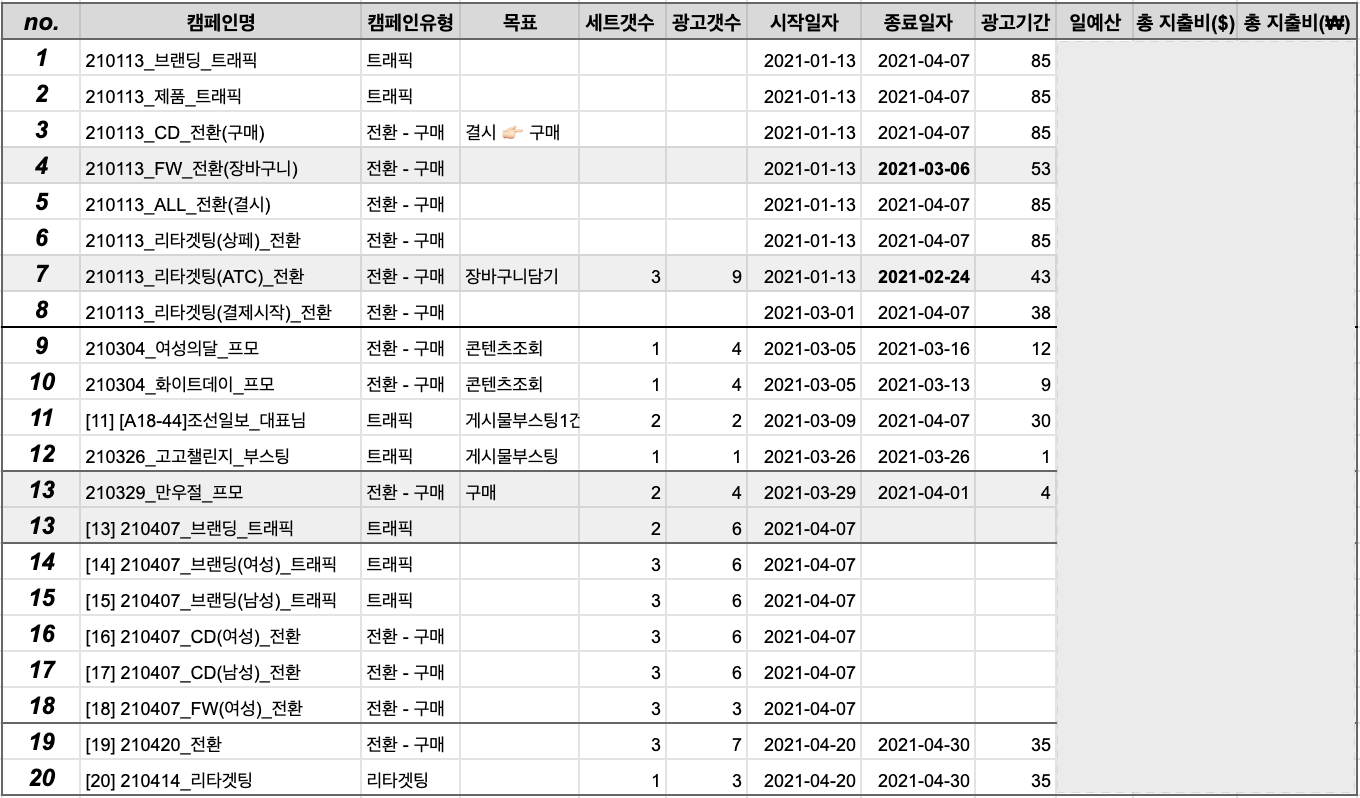 no. 캠페인명 캠페인유형 목표 세트갯수 광고갯수 시작일자 종료일자 광고기간 일예산 총 지출비($) 총 지출비(₩)
1 210113_브랜딩_트래픽 트래픽 2021-01-13 2021-04-07 85
2 210113_제품_트래픽 트래픽 2021-01-13 2021-04-07 85
3 210113_CD_전환(구매) 전환 - 구매 결시 👉🏻 구매 2021-01-13 2021-04-07 85
4 210113_FW_전환(장바구니) 전환 - 구매 2021-01-13 2021-03-06 53
5 210113_ALL_전환(결시) 전환 - 구매 2021-01-13 2021-04-07 85
6 210113_리타겟팅(상페)_전환 전환 - 구매 2021-01-13 2021-04-07 85
7 210113_리타겟팅(ATC)_전환 전환 - 구매 장바구니담기 3 9 2021-01-13 2021-02-24 43
8 210113_리타겟팅(결제시작)_전환 전환 - 구매 2021-03-01 2021-04-07 38
9 210304_여성의달_프모 전환 - 구매 콘텐츠조회 1 4 2021-03-05 2021-03-16 12
10 210304_화이트데이_프모 전환 - 구매 콘텐츠조회 1 4 2021-03-05 2021-03-13 9
11 [11] [A18-44]조선일보_대표님 트래픽 게시물부스팅1건 2 2 2021-03-09 2021-04-07 30
12 210326_고고챌린지_부스팅 트래픽 게시물부스팅 1 1 2021-03-26 2021-03-26 1
13 210329_만우절_프모 전환 - 구매 구매 2 4 2021-03-29 2021-04-01 4
13 [13] 210407_브랜딩_트래픽 트래픽 2 6 2021-04-07
14 [14] 210407_브랜딩(여성)_트래픽 트래픽 3 6 2021-04-07
15 [15] 210407_브랜딩(남성)_트래픽 트래픽 3 6 2021-04-07
16 [16] 210407_CD(여성)_전환 전환 - 구매 3 6 2021-04-07
17 [17] 210407_CD(남성)_전환 전환 - 구매 3 6 2021-04-07
18 [18] 210407_FW(여성)_전환 전환 - 구매 3 3 2021-04-07
19 [19] 210420_전환 전환 - 구매 3 7 2021-04-20 2021-04-30 35
20 [20] 210414_리타겟팅 리타겟팅 1 3 2021-04-20 2021-04-30 35